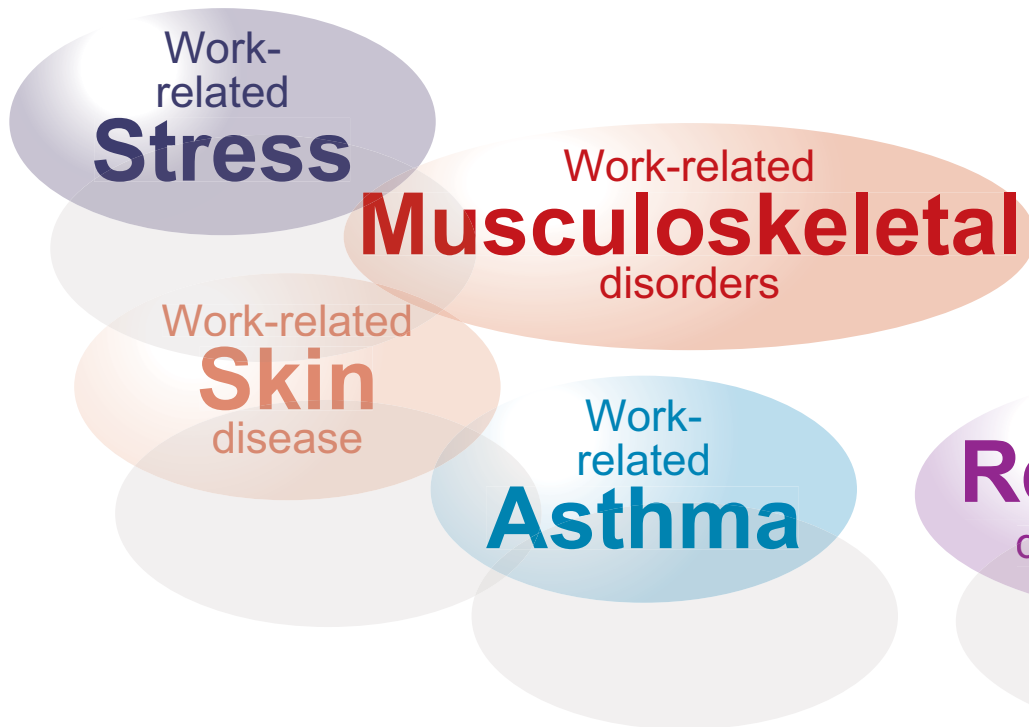 Work-
related
Stress
Work-related
Musculoskeletal
disorders
Work-related
Skin
disease
Work-
related
Asthma